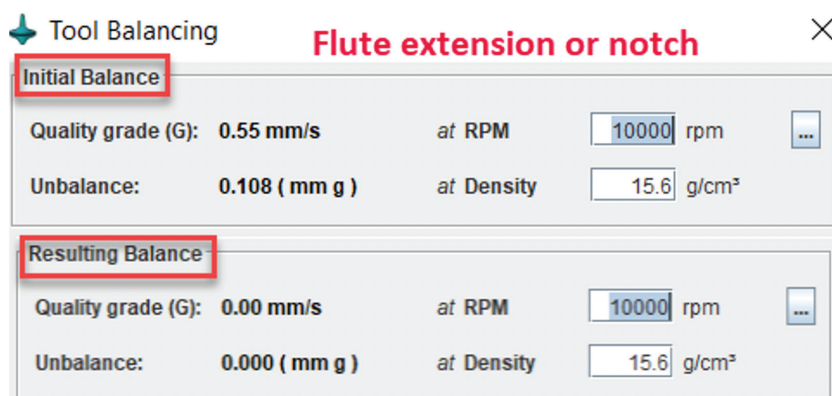 Tool Balancing
Flute extension or notch
Initial Balance
Quality grade (G): 0.55 mm/s at RPM 10000 rpm ...
Unbalance: 0.108 ( mm g ) at Density 15.6 g/cm³
Resulting Balance
Quality grade (G): 0.00 mm/s at RPM 10000 rpm ...
Unbalance: 0.000 ( mm g ) at Density 15.6 g/cm³